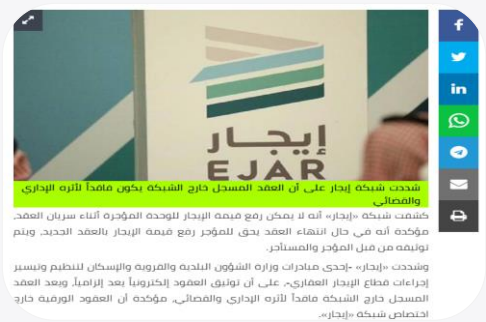 إيجار
EJAR
شددت شبكة إيجار على أن العقد المسجل خارج الشبكة يكون فاقداً لأثره الإداري
والقضائي
كشفت شبكة «إيجار» أنه لا يمكن رفع قيمة الإيجار للوحدة المؤجرة أثناء سريان العقد،
مؤكدة أنه في حال انتهاء العقد يحق للمؤجر رفع قيمة الإيجار بالعقد الجديد، ويتم
توثيقه من قبل المؤجر والمستأجر.
وشددت «إيجار» -إحدى مبادرات وزارة الشؤون البلدية والقروية والإسكان لتنظيم وتيسير
إجراءات قطاع الإيجار العقاري-، على أن توثيق العقود إلكترونياً يعد إلزامياً، ويعد العقد
المسجل خارج الشبكة فاقداً لأثره الإداري والقضائي، مؤكدة أن العقود الورقية خارج
اختصاص شبكة «إيجار».